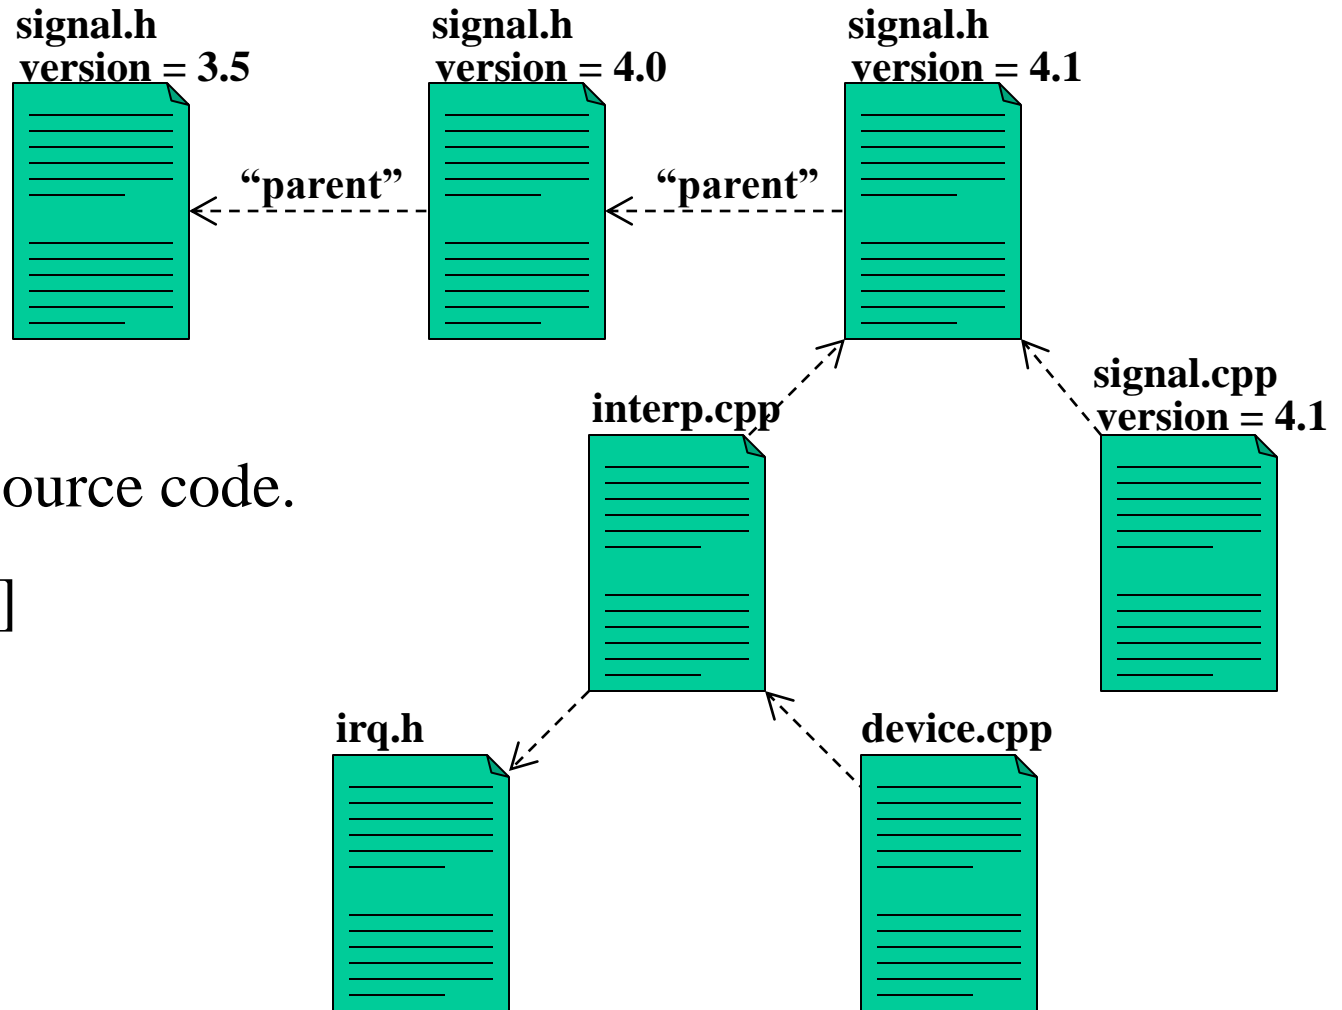 signal.h
version = 3.5
signal.h
version = 4.0
signal.h
version = 4.1
“parent”
“parent”
signal.cpp
version = 4.1
interp.cpp
ource code.
]
irq.h
device.cpp